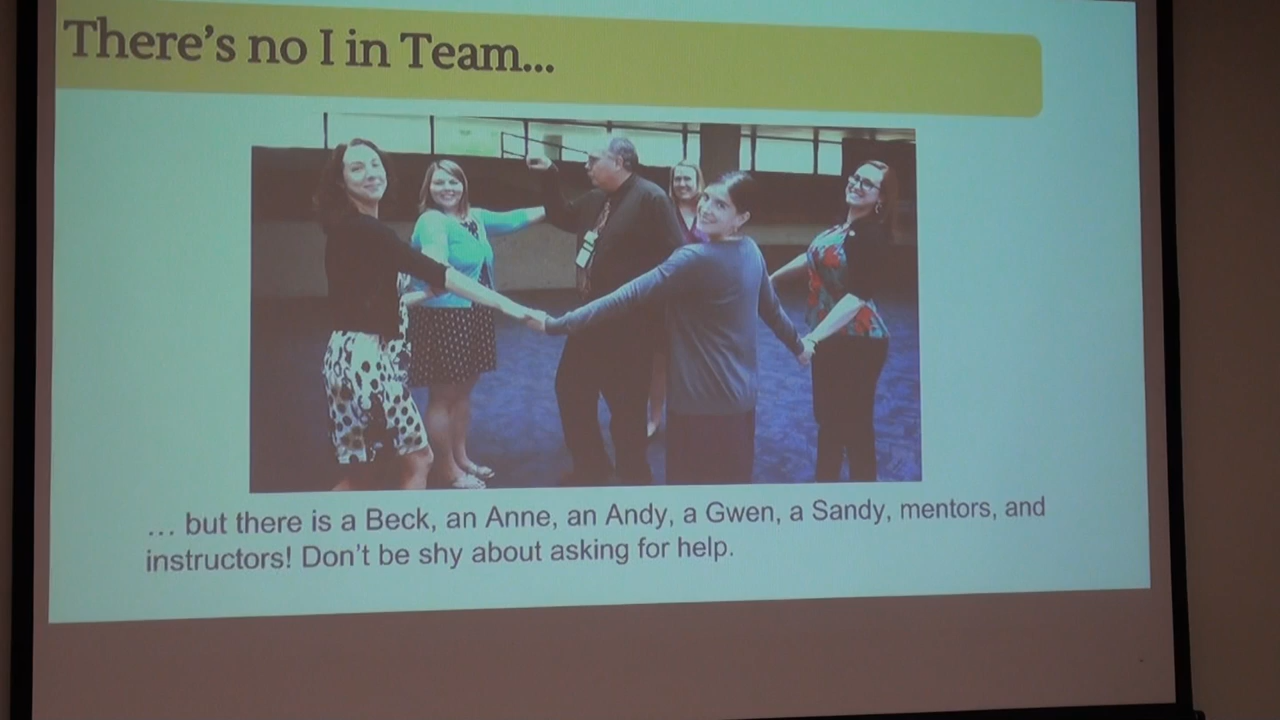 There's no I in Team...
... but there is a Beck, an Anne, an Andy, a Gwen, a Sandy, mentors, and
instructors! Don't be shy about asking for help.